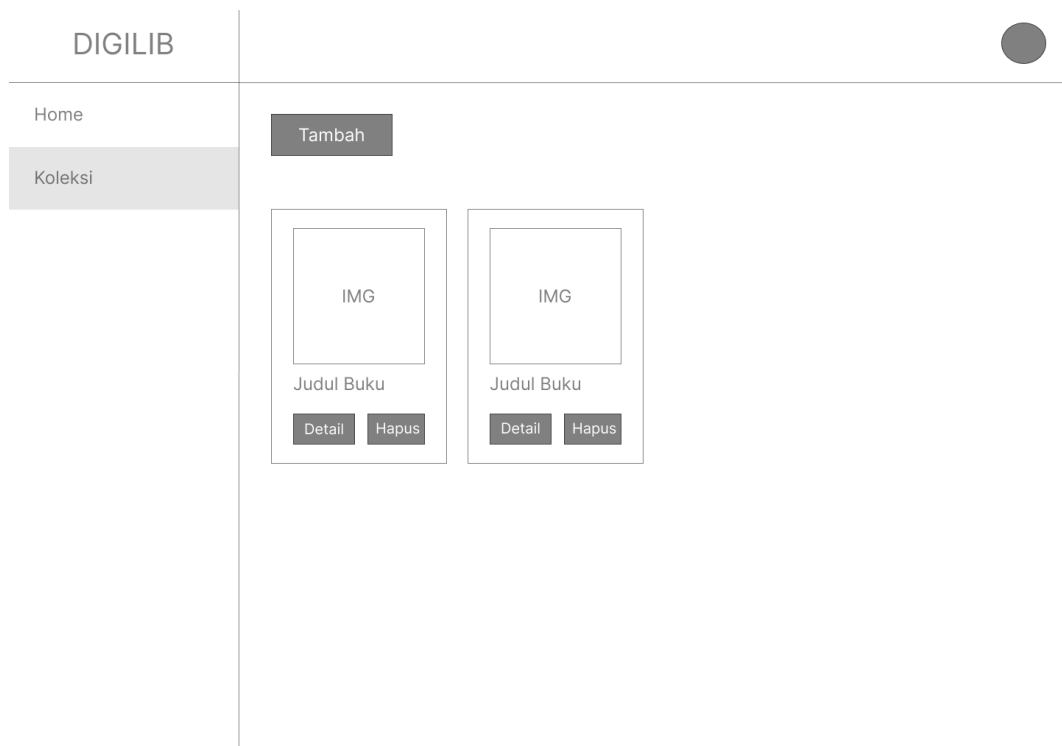 DIGILIB
Home
Koleksi
Tambah
IMG
Judul Buku
Detail
Hapus
IMG
Judul Buku
Detail
Hapus